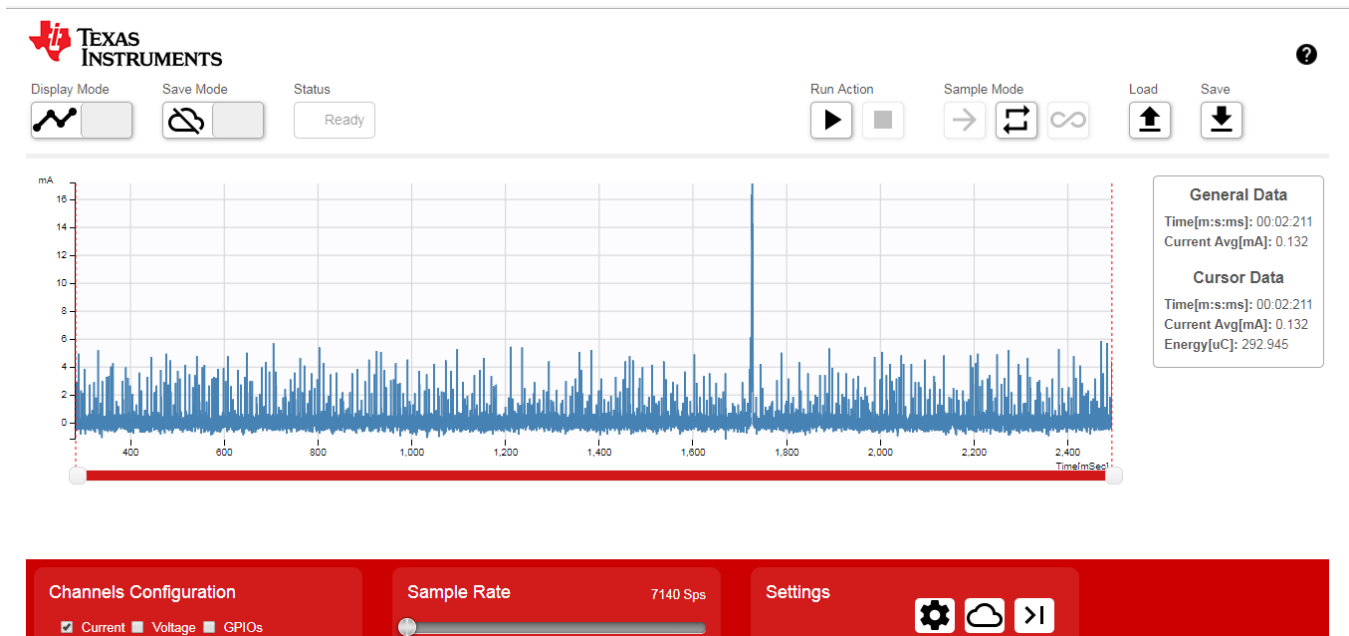 TEXAS
INSTRUMENTS
Display Mode Save Mode Status Run Action Sample Mode Load Save
Ready
mA
16
14
12
10
8
6
4
2
0
400 600 800 1,000 1,200 1,400 1,600 1,800 2,000 2,200 2,400
Time[mSec]
General Data
Time[m:s:ms]: 00:02:211
Current Avg[mA]: 0.132
Cursor Data
Time[m:s:ms]: 00:02:211
Current Avg[mA]: 0.132
Energy[uC]: 292.945
Channels Configuration
Current Voltage GPIOs
Sample Rate 7140 Sps
Settings